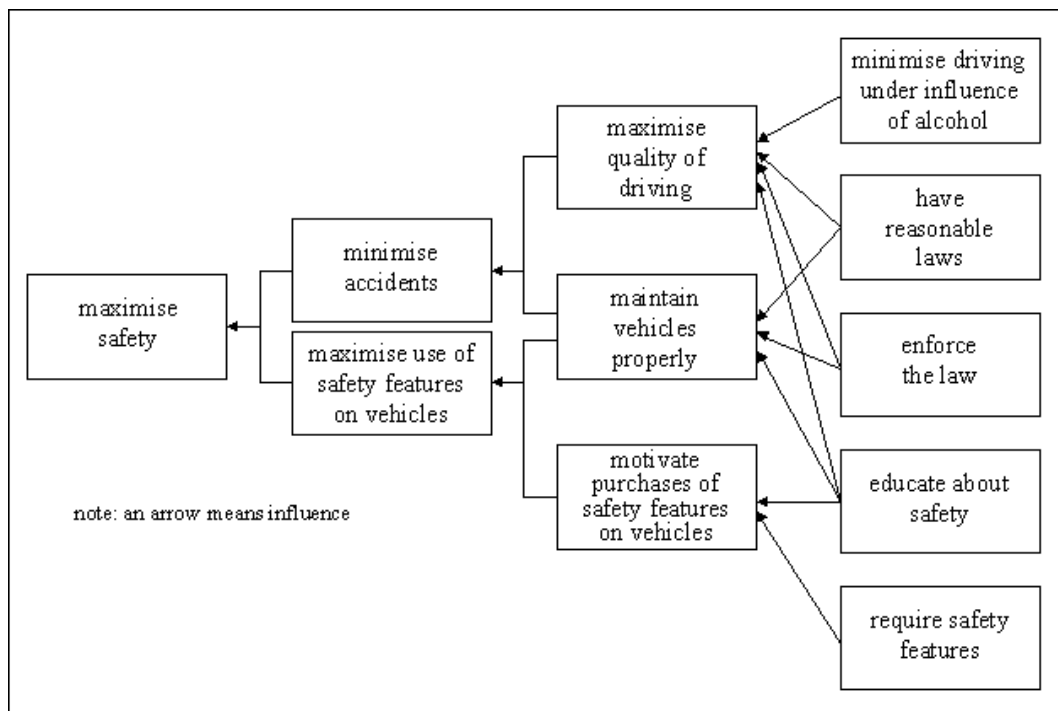 maximise
safety
minimise
accidents
maximise use of
safety features
on vehicles
maximise
quality of
driving
maintain
vehicles
properly
motivate
purchases of
safety features
on vehicles
minimise driving
under influence
of alcohol
have
reasonable
laws
enforce
the law
educate about
safety
require safety
features
note: an arrow means influence